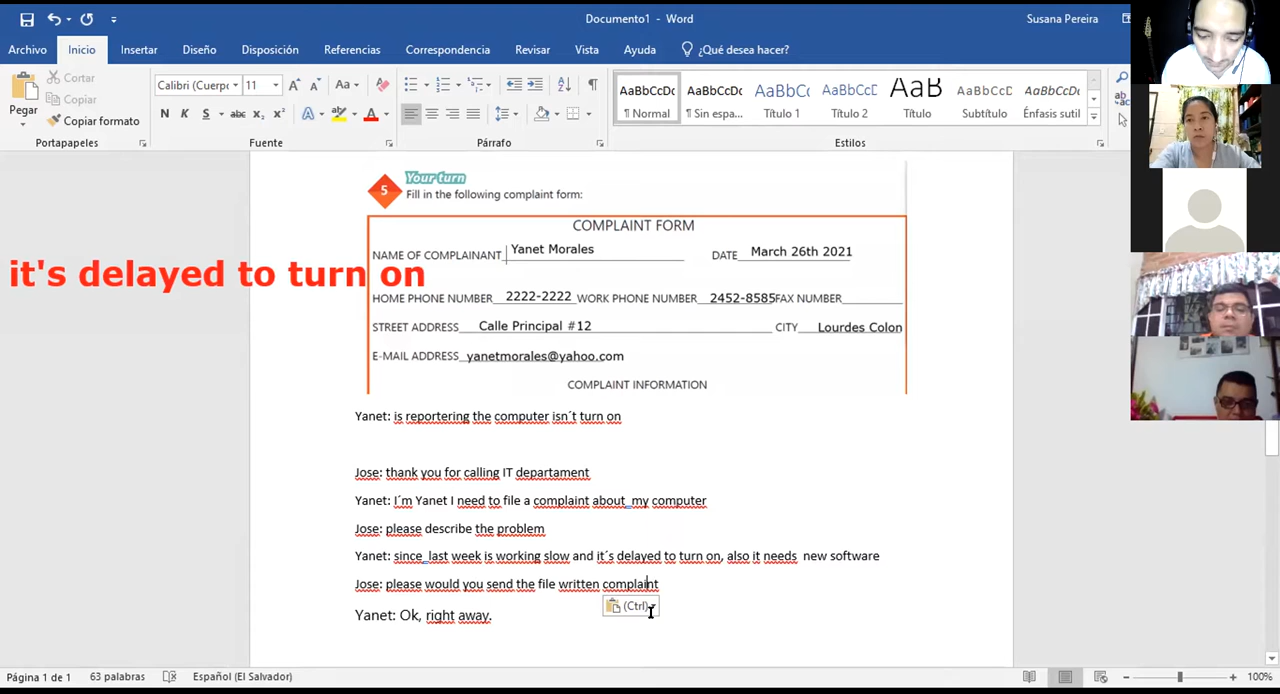 Documento1 - Word
Susana Pereira
Archivo Inicio Insertar Diseño Disposición Referencias Correspondencia Revisar Vista Ayuda ¿Qué desea hacer?
Pegar
Cortar
Copiar
Copiar formato
Portapapeles
Calibri (Cuerpo 11
Aa
N K S abc x₂ x²
A
Fuente
Párrafo
AaBbCcDc
¶ Normal
AaBbCcDc
¶ Sin espa...
AaBbCc
Título 1
AaBbCcD
Título 2
AaB
Título
AaBbCcD
Subtítulo
AaBbCcDc
Énfasis sutil
Estilos
5
Your turn
Fill in the following complaint form:
COMPLAINT FORM
NAME OF COMPLAINANT Yanet Morales DATE March 26th 2021
it's delayed to turn on
HOME PHONE NUMBER 2222-2222 WORK PHONE NUMBER 2452-8585 FAX NUMBER
STREET ADDRESS Calle Principal #12 CITY Lourdes Colon
E-MAIL ADDRESS yanetmorales@yahoo.com
COMPLAINT INFORMATION
Yanet: is reportering the computer isn´t turn on
Jose: thank you for calling IT departament
Yanet: I´m Yanet I need to file a complaint about my computer
Jose: please describe the problem
Yanet: since last week is working slow and it´s delayed to turn on, also it needs new software
Jose: please would you send the file written complaint
(Ctrl)
Yanet: Ok, right away.
Página 1 de 1 63 palabras Español (El Salvador) 100%